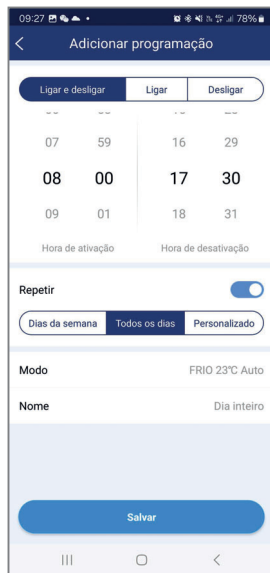 09:27 78%
Adicionar programação
Ligar e desligar Ligar Desligar
07 59 16 29
08 00 17 30
09 01 18 31
Hora de ativação Hora de desativação
Repetir
Dias da semana Todos os dias Personalizado
Modo FRIO 23ºC Auto
Nome Dia inteiro
Salvar